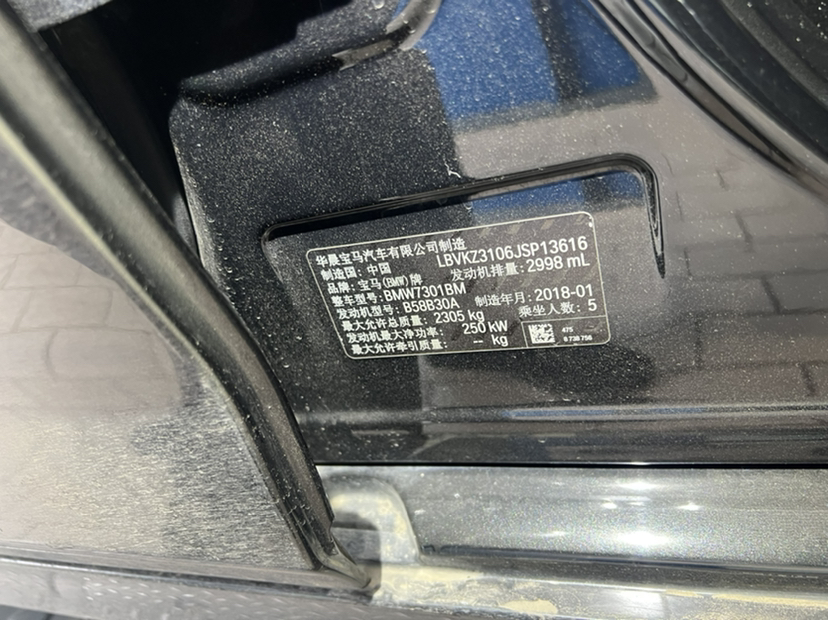 华晨宝马汽车有限公司制造
制造国：中国 LBVKZ3106JSP13616
品牌：宝马(BMW)牌 发动机排量：2998 mL
整车型号：BMW7301BM
发动机型号：B58B30A 制造年月：2018-01
最大允许总质量：2305 kg 乘坐人数：5
发动机最大净功率：250 kW
最大允许牵引质量：-- kg
475
6 738 756